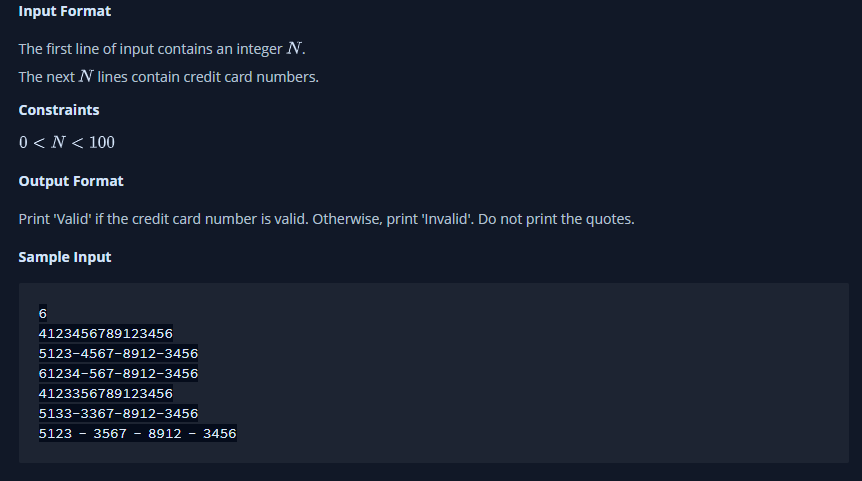 Input Format
The first line of input contains an integer N.
The next N lines contain credit card numbers.
Constraints
0 < N < 100
Output Format
Print 'Valid' if the credit card number is valid. Otherwise, print 'Invalid'. Do not print the quotes.
Sample Input
6
4123456789123456
5123-4567-8912-3456
61234-567-8912-3456
4123356789123456
5133-3367-8912-3456
5123 - 3567 - 8912 - 3456